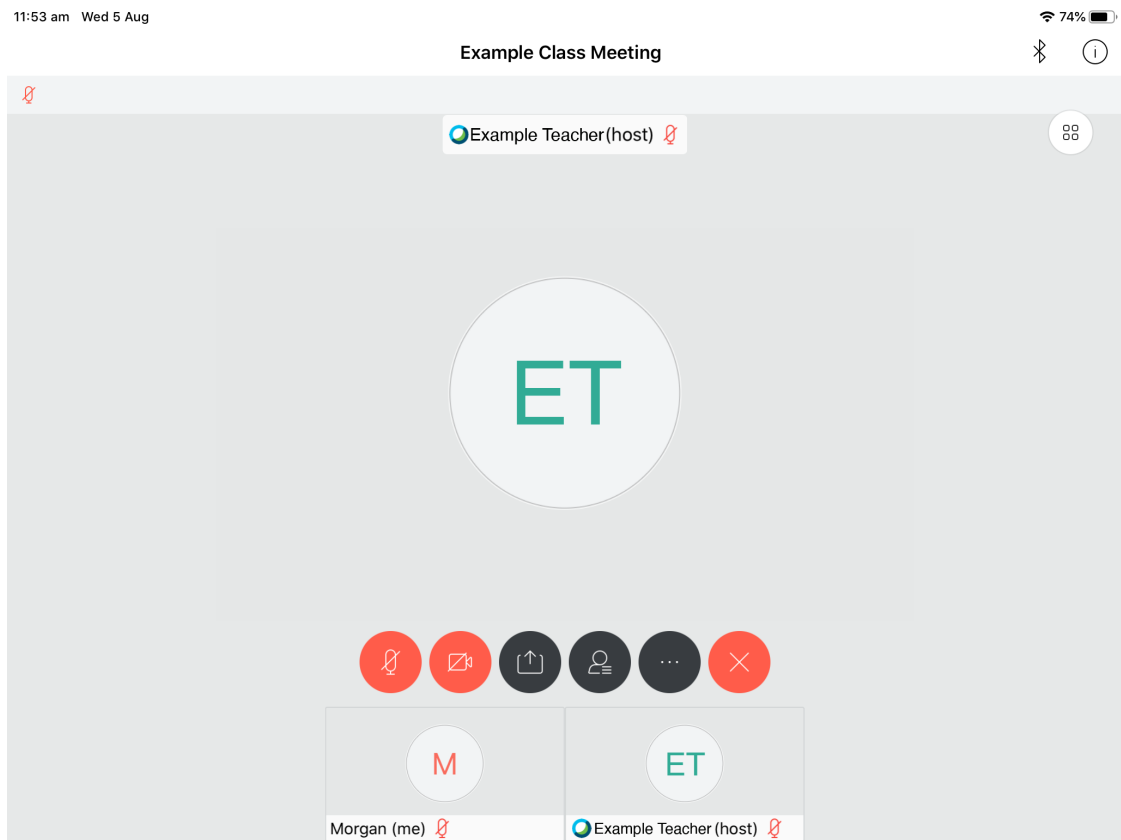 11:53 am Wed 5 Aug 74%
Example Class Meeting
Example Teacher (host)
ET
M
ET
Morgan (me)
Example Teacher (host)